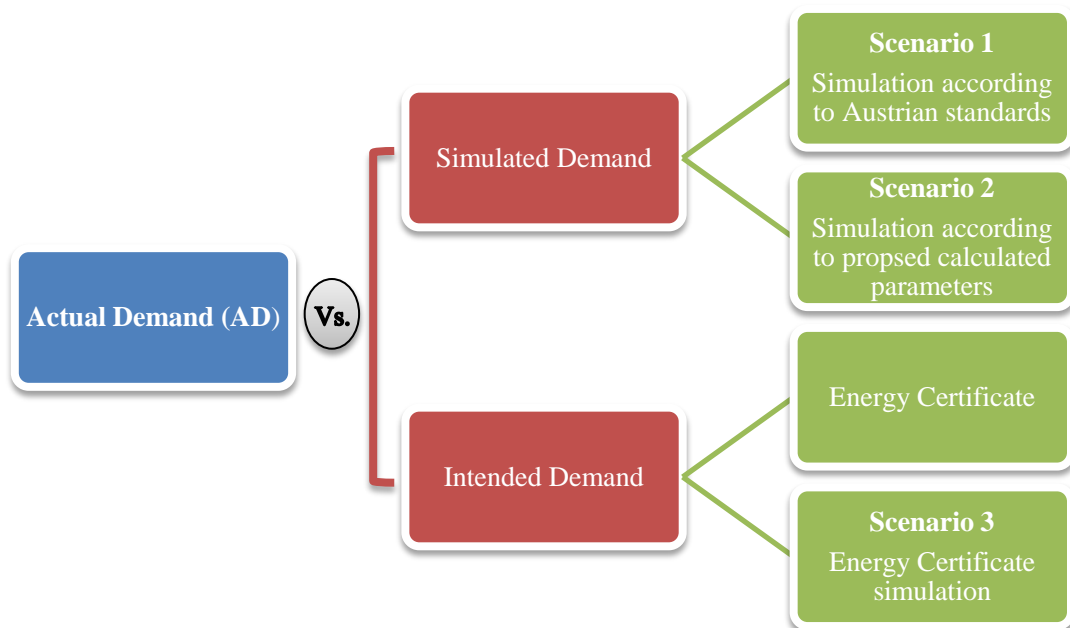 Actual Demand (AD)
Vs.
Simulated Demand
Scenario 1
Simulation according
to Austrian standards
Scenario 2
Simulation according
to propsed calculated
parameters
Intended Demand
Energy Certificate
Scenario 3
Energy Certificate
simulation